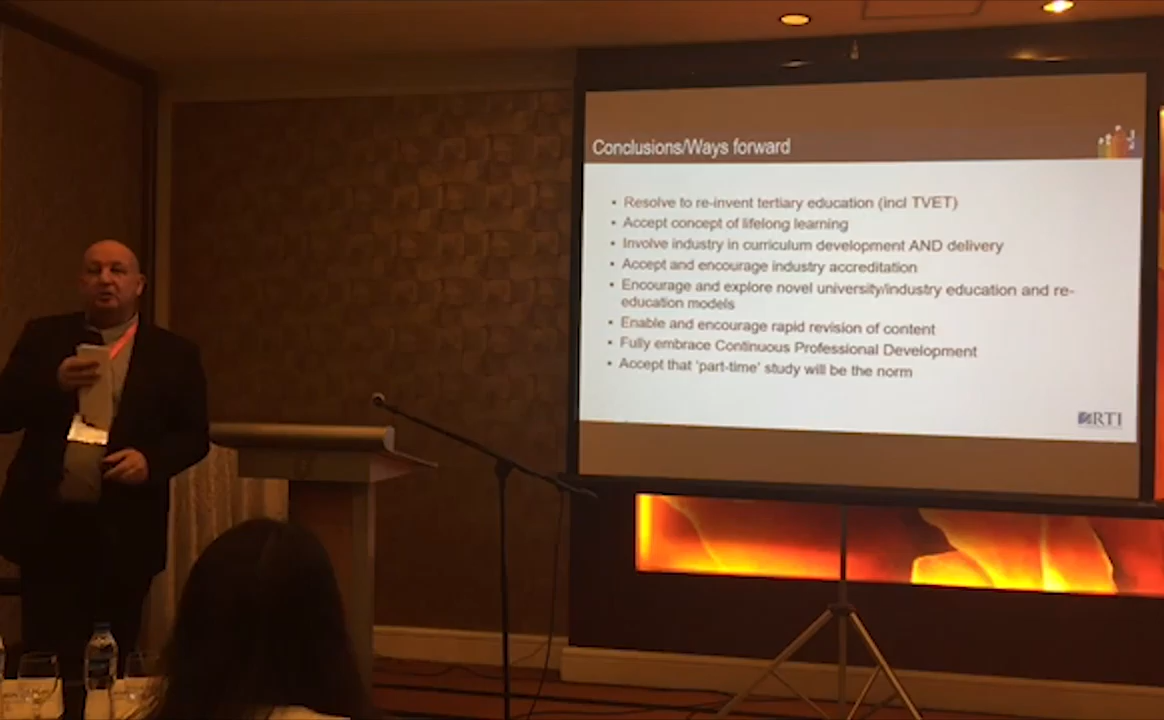 Conclusions/Ways forward
• Resolve to re-invent tertiary education (incl TVET)
• Accept concept of lifelong learning
• Involve industry in curriculum development AND delivery
• Accept and encourage industry accreditation
• Encourage and explore novel university/industry education and re-
education models
• Enable and encourage rapid revision of content
• Fully embrace Continuous Professional Development
• Accept that 'part-time' study will be the norm
RTI